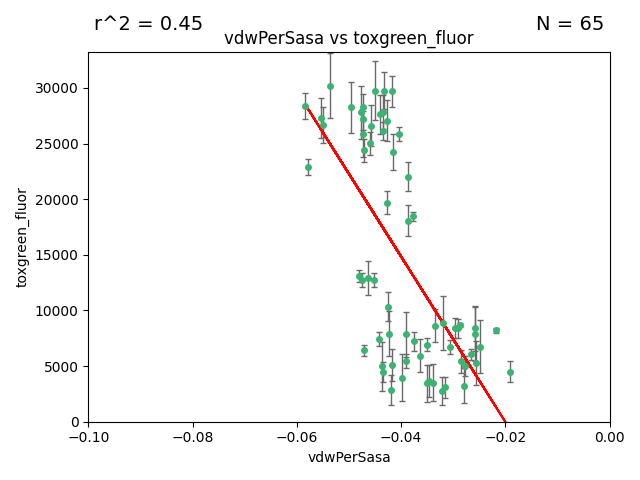 r^2 = 0.45
N = 65
vdwPerSasa vs toxgreen_fluor
toxgreen_fluor
30000
25000
20000
15000
10000
5000
0
−0.10
−0.08
−0.06
−0.04
−0.02
0.00
vdwPerSasa